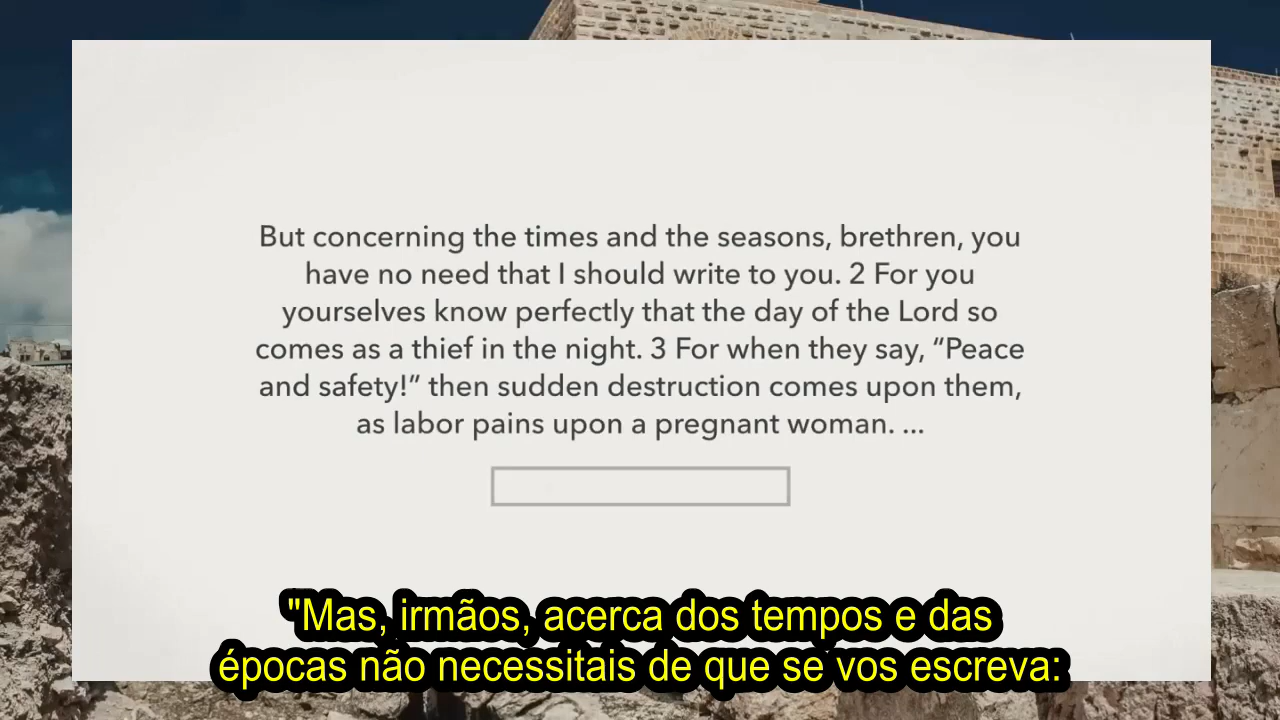 But concerning the times and the seasons, brethren, you
have no need that I should write to you. 2 For you
yourselves know perfectly that the day of the Lord so
comes as a thief in the night. 3 For when they say, “Peace
and safety!” then sudden destruction comes upon them,
as labor pains upon a pregnant woman. ...
"Mas, irmãos, acerca dos tempos e das
épocas não necessitais de que se vos escreva: